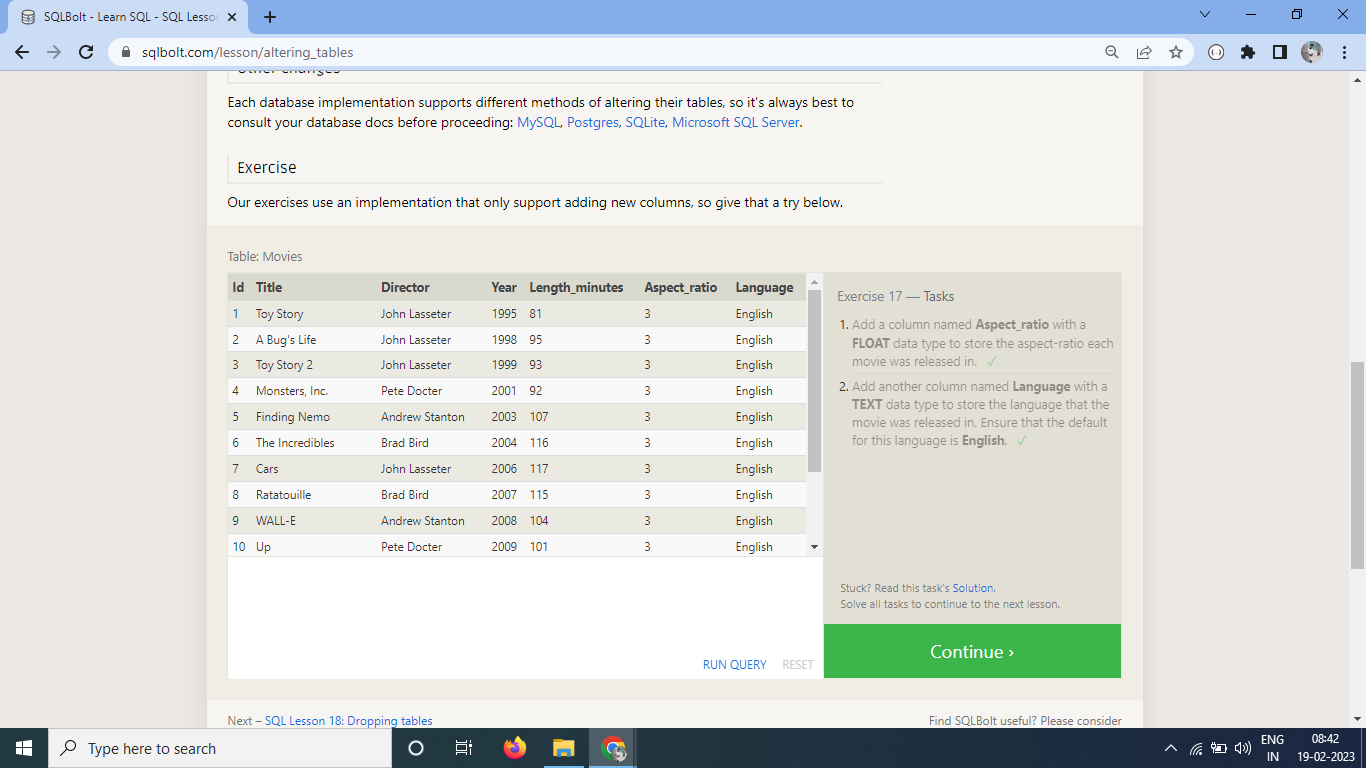 SQLBolt - Learn SQL - SQL Lesson
sqlbolt.com/lesson/altering_tables
Other changes
Each database implementation supports different methods of altering their tables, so it's always best to
consult your database docs before proceeding: MySQL, Postgres, SQLite, Microsoft SQL Server.
Exercise
Our exercises use an implementation that only support adding new columns, so give that a try below.
Table: Movies
Id Title Director Year Length_minutes Aspect_ratio Language
1 Toy Story John Lasseter 1995 81 3 English
2 A Bug's Life John Lasseter 1998 95 3 English
3 Toy Story 2 John Lasseter 1999 93 3 English
4 Monsters, Inc. Pete Docter 2001 92 3 English
5 Finding Nemo Andrew Stanton 2003 107 3 English
6 The Incredibles Brad Bird 2004 116 3 English
7 Cars John Lasseter 2006 117 3 English
8 Ratatouille Brad Bird 2007 115 3 English
9 WALL-E Andrew Stanton 2008 104 3 English
10 Up Pete Docter 2009 101 3 English
RUN QUERY RESET
Exercise 17 — Tasks
1. Add a column named Aspect_ratio with a
FLOAT data type to store the aspect-ratio each
movie was released in. ✓
2. Add another column named Language with a
TEXT data type to store the language that the
movie was released in. Ensure that the default
for this language is English. ✓
Stuck? Read this task's Solution.
Solve all tasks to continue to the next lesson.
Continue ›
Next – SQL Lesson 18: Dropping tables
Find SQLBolt useful? Please consider
Type here to search
ENG
IN
08:42
19-02-2023